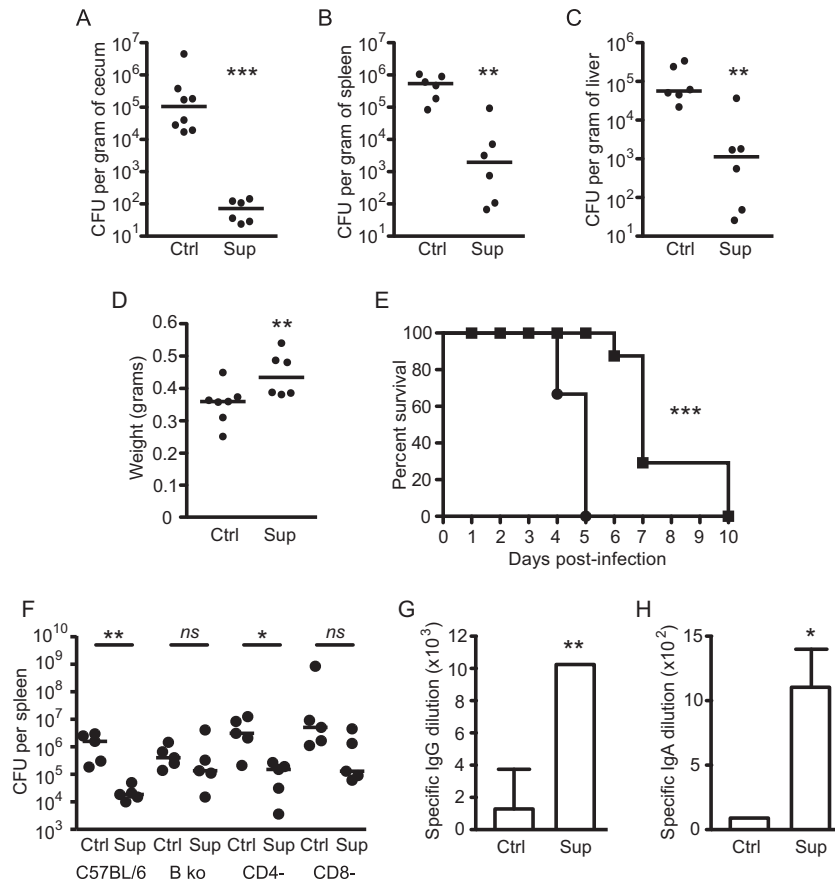 A
CFU per gram of cecum
10^7
10^6
10^5
10^4
10^3
10^2
10^1
***
Ctrl Sup
B
CFU per gram of spleen
10^7
10^6
10^5
10^4
10^3
10^2
10^1
**
Ctrl Sup
C
CFU per gram of liver
10^6
10^5
10^4
10^3
10^2
10^1
**
Ctrl Sup
D
Weight (grams)
0.6
0.5
0.4
0.3
0.2
0.1
0
**
Ctrl Sup
E
Percent survival
100
80
60
40
20
0
***
0 1 2 3 4 5 6 7 8 9 10
Days post-infection
F
CFU per spleen
10^10
10^9
10^8
10^7
10^6
10^5
10^4
10^3
** ns * ns
Ctrl Sup Ctrl Sup Ctrl Sup Ctrl Sup
C57BL/6 B ko CD4- CD8-
G
Specific IgG dilution (x10^3)
12
10
8
6
4
2
0
**
Ctrl Sup
H
Specific IgA dilution (x10^2)
15
10
5
0
*
Ctrl Sup